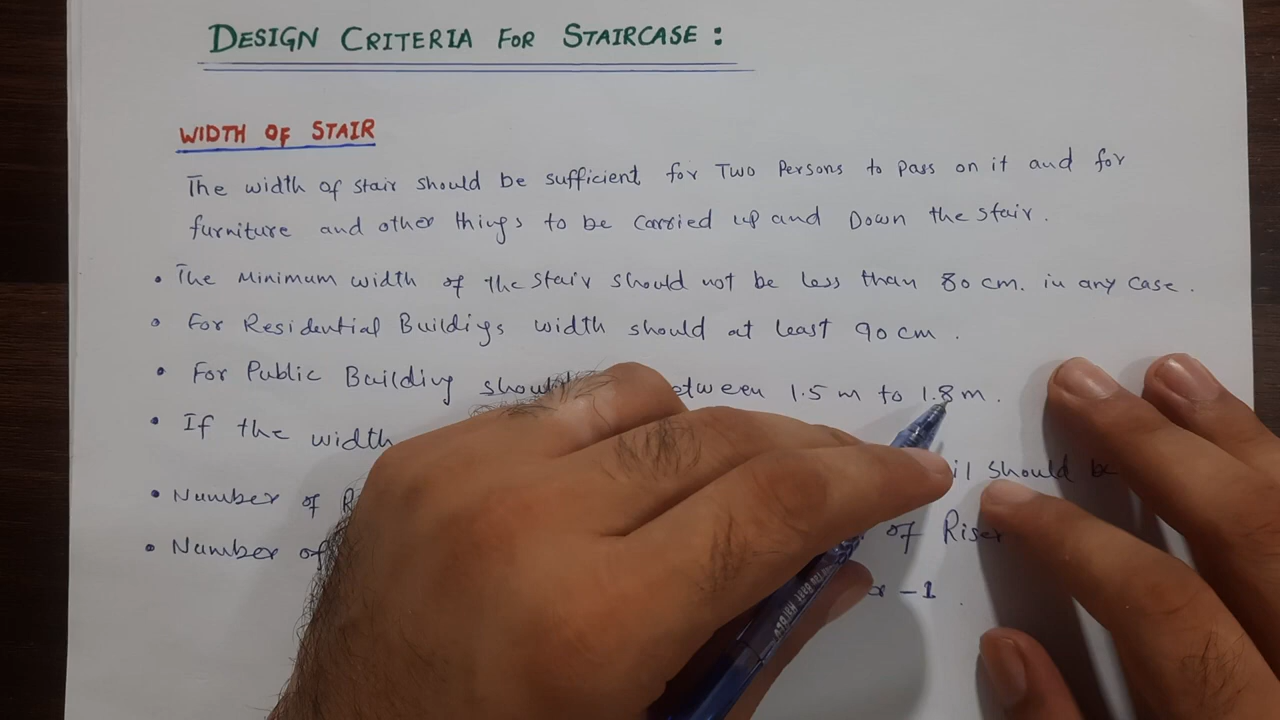 DESIGN CRITERIA FOR STAIRCASE :
WIDTH OF STAIR
The width of stair should be sufficient for Two Persons to pass on it and for
furniture and other things to be carried up and Down the stair.
• The Minimum width of the stair should not be less than 80 cm. in any case.
• For Residential Buildigs width should at least 90 cm.
• For Public Building between 1.5 m to 1.8 m.
• If the width should be
• Number of of Riser
• Number of -1.